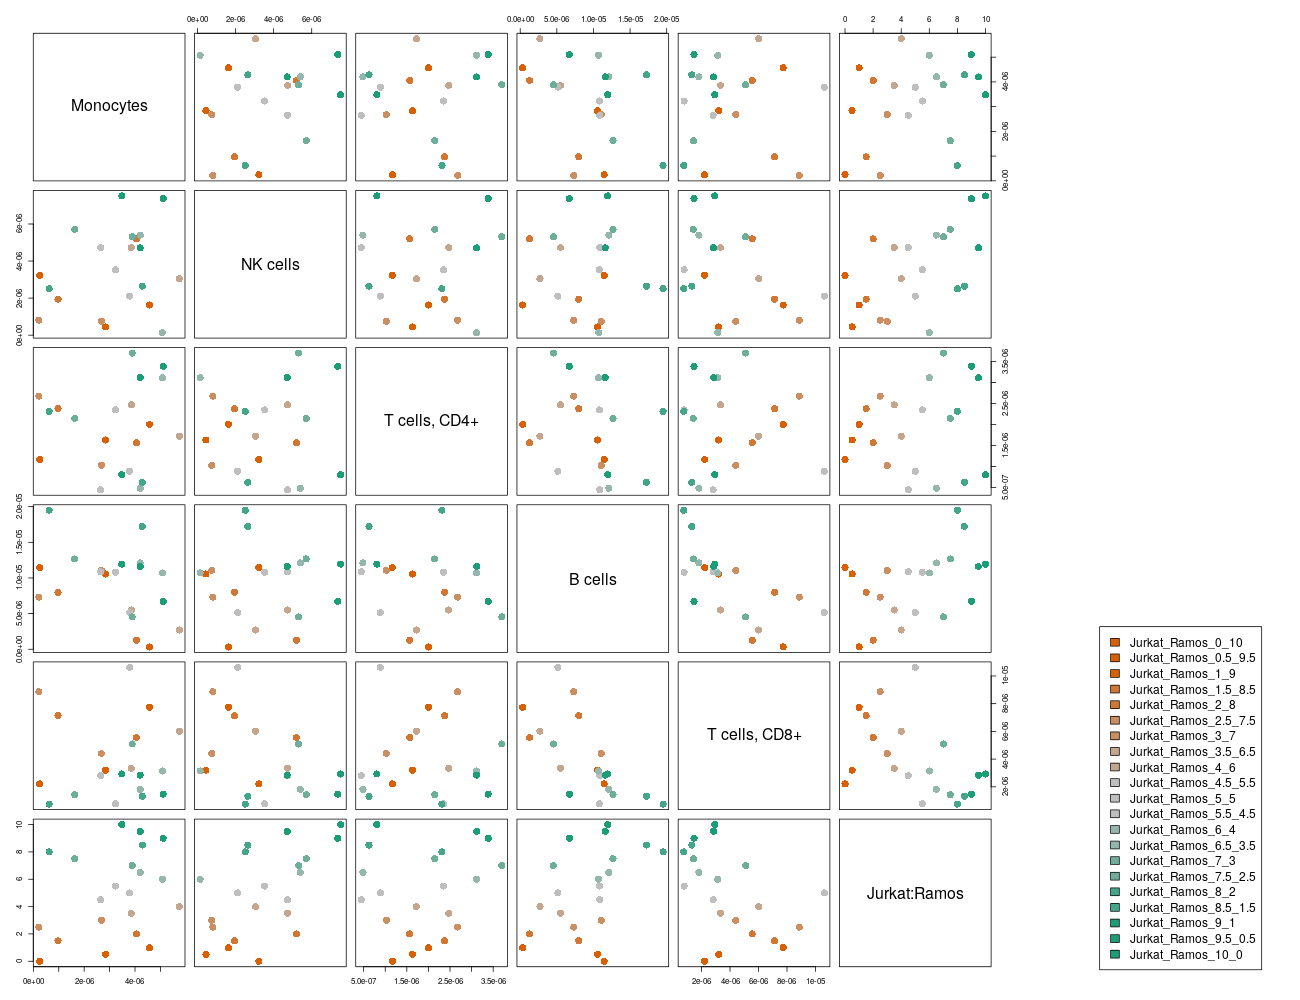 0e+00 2e-06 4e-06 6e-06 0.0e+00 5.0e-06 1.0e-05 1.5e-05 2.0e-05 0 2 4 6 8 10
Monocytes
0e+00 2e-06 4e-06
NK cells
0e+00 2e-06 4e-06 6e-06
T cells, CD4+
5.0e-07 1.5e-06 2.5e-06 3.5e-06
B cells
0.0e+00 5.0e-06 1.0e-05 1.5e-05 2.0e-05
T cells, CD8+
2e-06 4e-06 6e-06 8e-06 1e-05
Jurkat:Ramos
0 2 4 6 8 10
0e+00 2e-06 4e-06 5.0e-07 1.5e-06 2.5e-06 3.5e-06 2e-06 4e-06 6e-06 8e-06 1e-05
Jurkat_Ramos_0_10
Jurkat_Ramos_0.5_9.5
Jurkat_Ramos_1_9
Jurkat_Ramos_1.5_8.5
Jurkat_Ramos_2_8
Jurkat_Ramos_2.5_7.5
Jurkat_Ramos_3_7
Jurkat_Ramos_3.5_6.5
Jurkat_Ramos_4_6
Jurkat_Ramos_4.5_5.5
Jurkat_Ramos_5_5
Jurkat_Ramos_5.5_4.5
Jurkat_Ramos_6_4
Jurkat_Ramos_6.5_3.5
Jurkat_Ramos_7_3
Jurkat_Ramos_7.5_2.5
Jurkat_Ramos_8_2
Jurkat_Ramos_8.5_1.5
Jurkat_Ramos_9_1
Jurkat_Ramos_9.5_0.5
Jurkat_Ramos_10_0